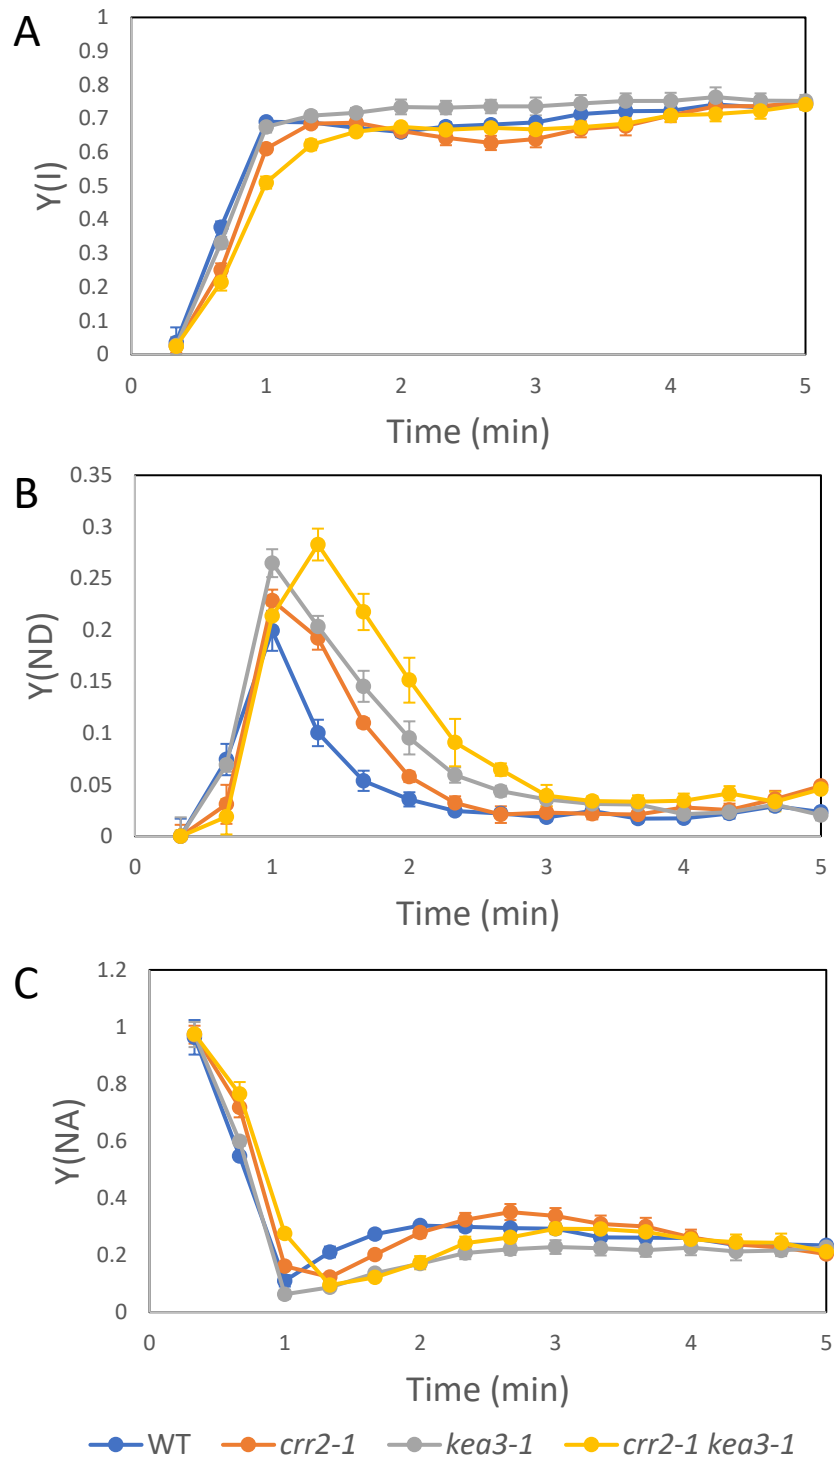 A
1
0.9
0.8
0.7
0.6
0.5
0.4
0.3
0.2
0.1
0
Y(I)
0 1 2 3 4 5
Time (min)
B
0.35
0.3
0.25
0.2
0.15
0.1
0.05
0
Y(ND)
0 1 2 3 4 5
Time (min)
C
1.2
1
0.8
0.6
0.4
0.2
0
Y(NA)
0 1 2 3 4 5
Time (min)
WT crr2-1 kea3-1 crr2-1 kea3-1